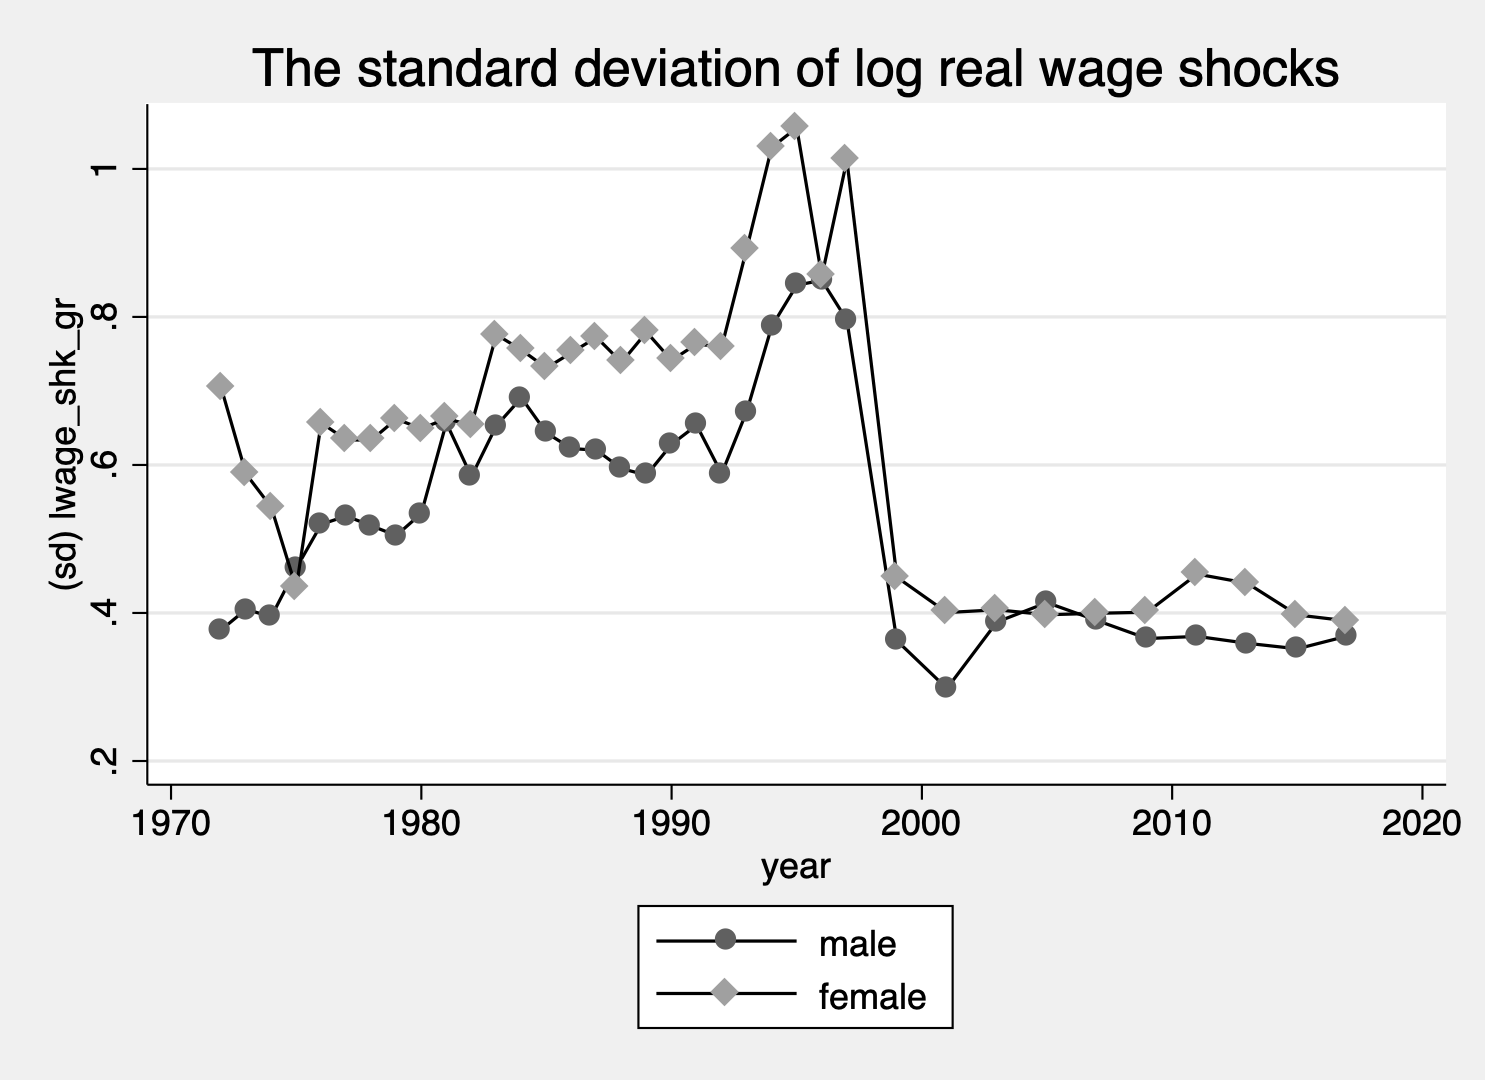 The standard deviation of log real wage shocks
(sd) lwage_shk_gr
1
.8
.6
.4
.2
1970 1980 1990 2000 2010 2020
year
male
female